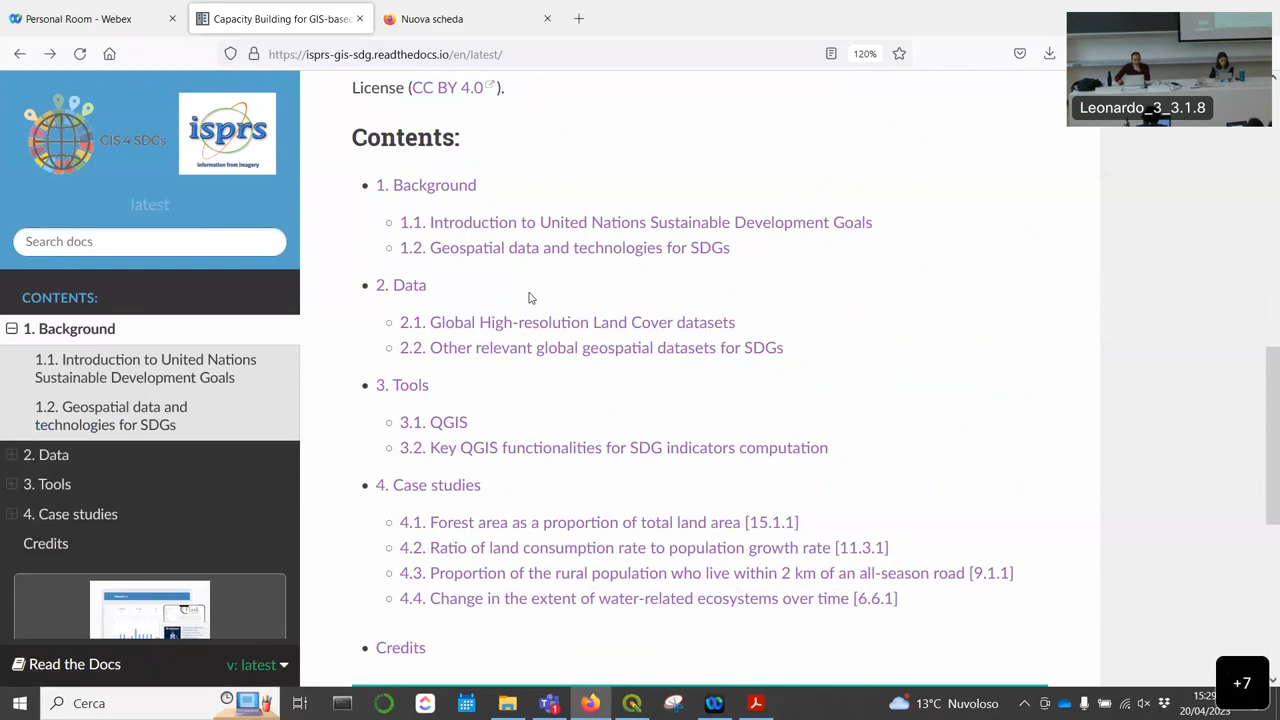 Personal Room - Webex
Capacity Building for GIS-based
Nuova scheda
https://isprs-gis-sdg.readthedocs.io/en/latest/
120%
Leonardo_3_3.1.8
GIS 4 SDGs
isprs
Information from imagery
latest
Search docs
CONTENTS:
1. Background
1.1. Introduction to United Nations
Sustainable Development Goals
1.2. Geospatial data and
technologies for SDGs
2. Data
3. Tools
4. Case studies
Credits
Read the Docs
v: latest
License (CC BY 4.0).
Contents:
1. Background
1.1. Introduction to United Nations Sustainable Development Goals
1.2. Geospatial data and technologies for SDGs
2. Data
2.1. Global High-resolution Land Cover datasets
2.2. Other relevant global geospatial datasets for SDGs
3. Tools
3.1. QGIS
3.2. Key QGIS functionalities for SDG indicators computation
4. Case studies
4.1. Forest area as a proportion of total land area [15.1.1]
4.2. Ratio of land consumption rate to population growth rate [11.3.1]
4.3. Proportion of the rural population who live within 2 km of an all-season road [9.1.1]
4.4. Change in the extent of water-related ecosystems over time [6.6.1]
Credits
+7
Cerca
13°C Nuvoloso
15:29
20/04/2023